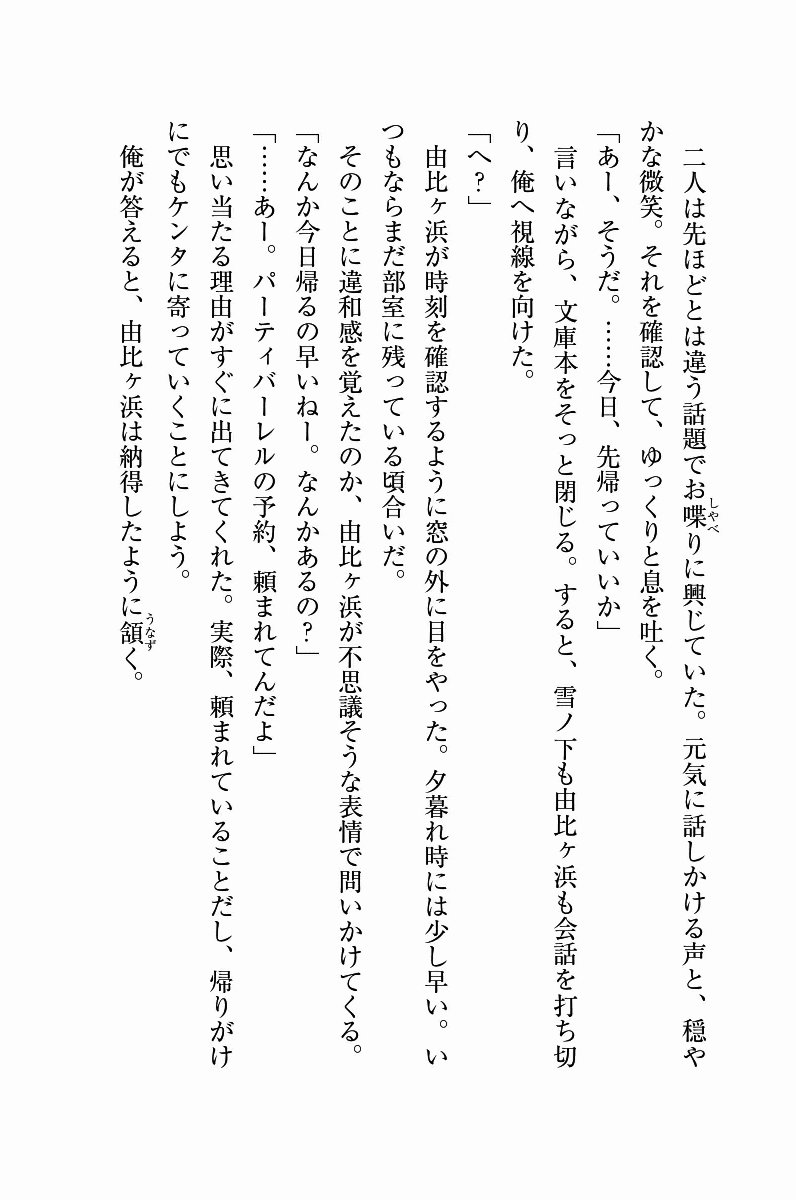 二人は先ほどとは違う話題でお喋りに興じていた。元気に話しかける声と、穏や
かな微笑。それを確認して、ゆっくりと息を吐く。
「あー、そうだ。……今日、先帰っていいか」
言いながら、文庫本をそっと閉じる。すると、雪ノ下も由比ヶ浜も会話を打ち切
り、俺へ視線を向けた。
「へ?」
由比ヶ浜が時刻を確認するように窓の外に目をやった。夕暮れ時には少し早い。い
つもならまだ部室に残っている頃合いだ。
そのことに違和感を覚えたのか、由比ヶ浜が不思議そうな表情で問いかけてくる。
「なんか今日帰るの早いねー。なんかあるの?」
「……あー。パーティバーレルの予約、頼まれてんだよ」
思い当たる理由がすぐに出てきてくれた。実際、頼まれていることだし、帰りがけ
にでもケンタに寄っていくことにしよう。
俺が答えると、由比ヶ浜は納得したように頷く。
しゃべ
うなず